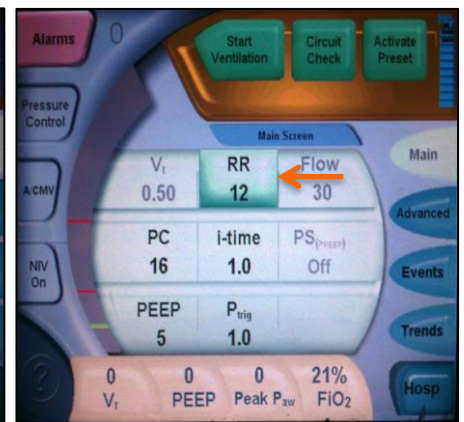 Alarms
0
Start
Ventilation
Circuit
Check
Activate
Preset
Pressure
Control
Main Screen
Main
VT
RR
Flow
0.50
12
30
A/CMV
Advanced
PC
i-time
PS(>PEEP)
16
1.0
Off
NIV
On
Events
PEEP
Ptrig
5
1.0
Trends
?
0
0
0
21%
VT
PEEP
Peak Paw
FiO2
Hosp